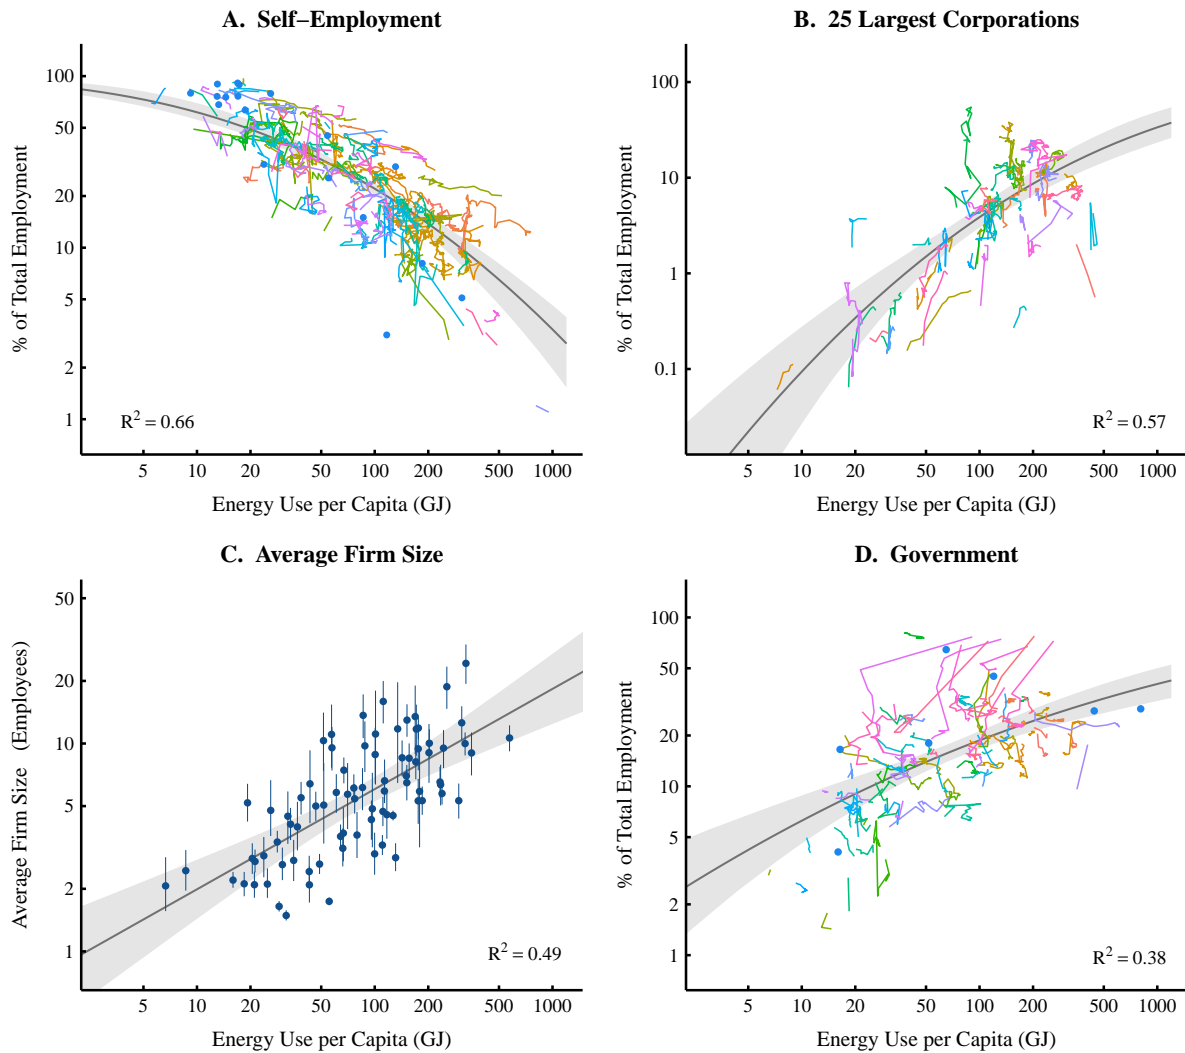 A. Self−Employment
% of Total Employment
100
50
20
10
5
2
1
R² = 0.66
5 10 20 50 100 200 500 1000
Energy Use per Capita (GJ)
B. 25 Largest Corporations
% of Total Employment
100
10
1
0.1
R² = 0.57
5 10 20 50 100 200 500 1000
Energy Use per Capita (GJ)
C. Average Firm Size
Average Firm Size (Employees)
50
20
10
5
2
1
R² = 0.49
5 10 20 50 100 200 500 1000
Energy Use per Capita (GJ)
D. Government
% of Total Employment
100
50
20
10
5
2
1
R² = 0.38
5 10 20 50 100 200 500 1000
Energy Use per Capita (GJ)